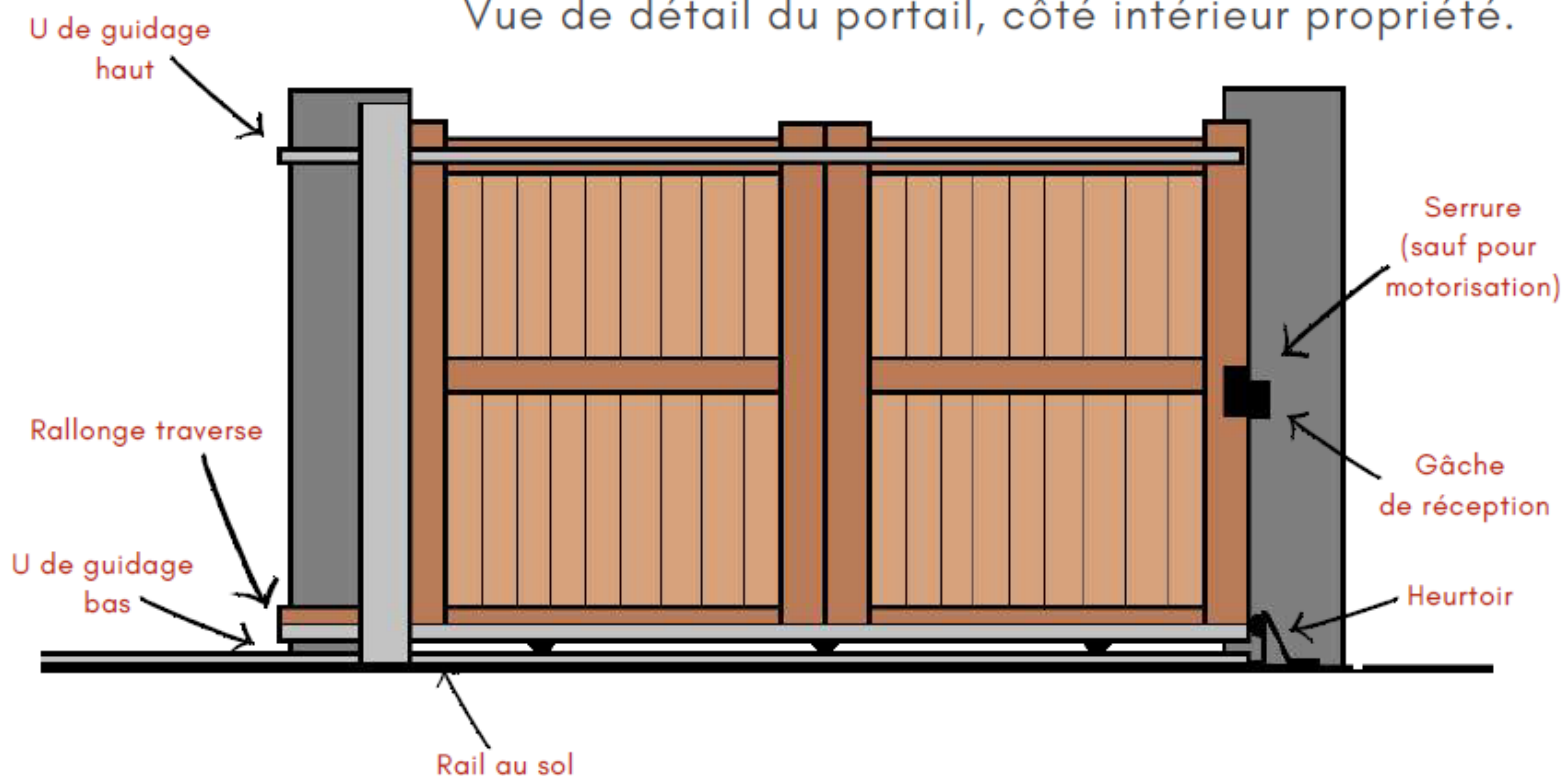 Vue de détail du portail, côté intérieur propriété.
U de guidage
haut
Serrure
(sauf pour
motorisation)
Rallonge traverse
Gâche
de réception
U de guidage
bas
Heurtoir
Rail au sol